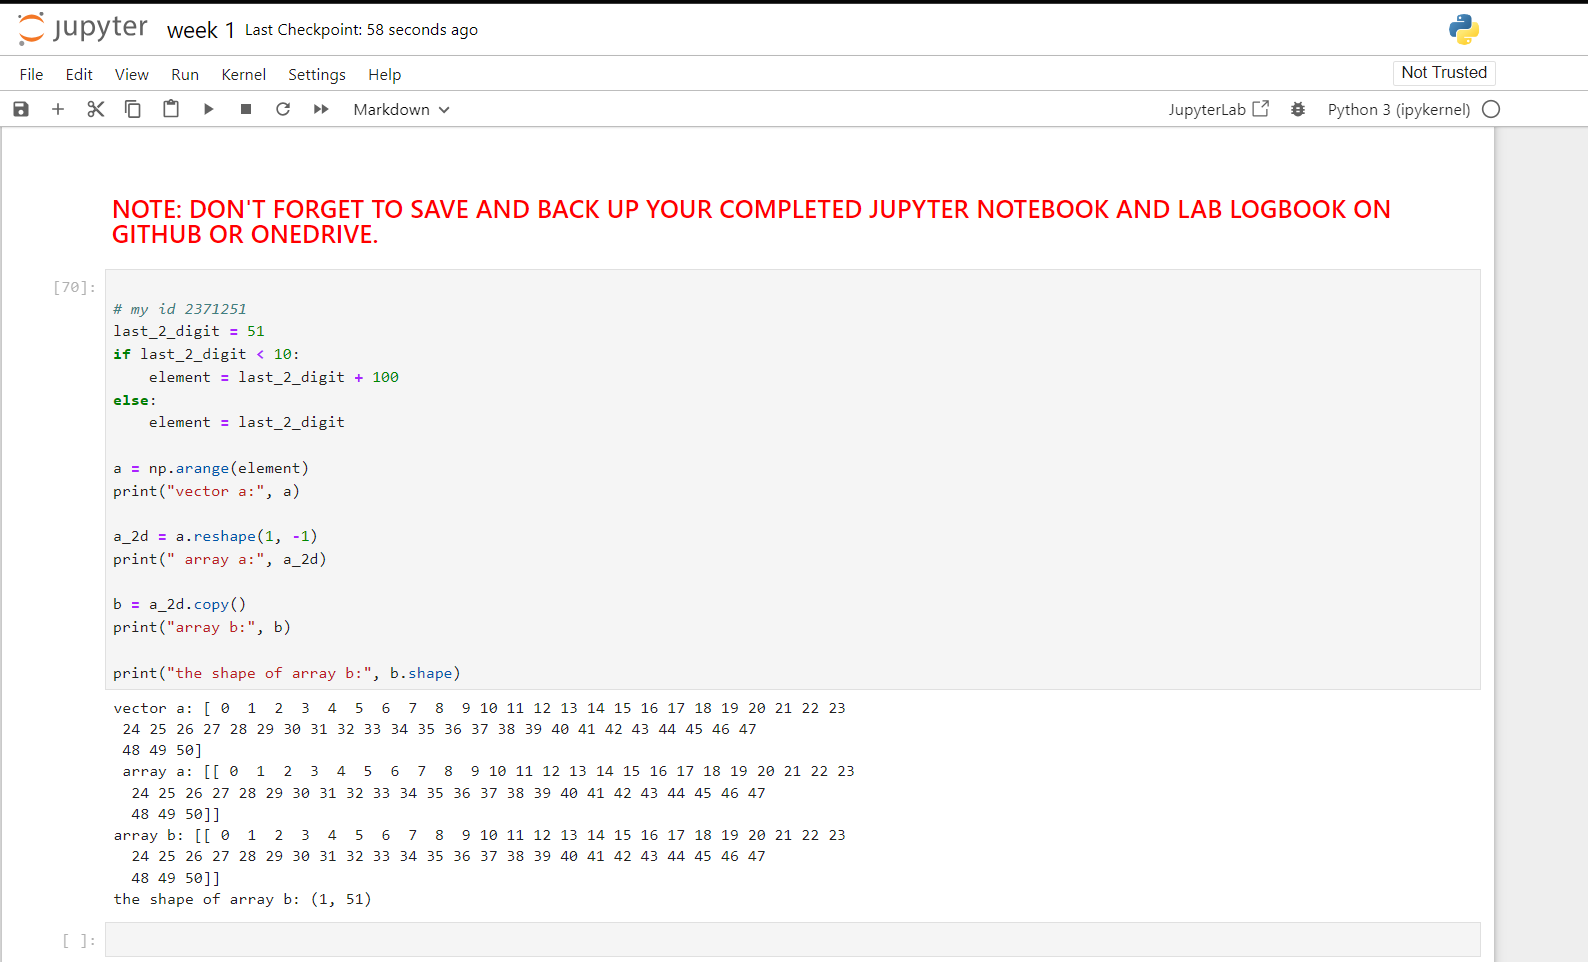 jupyter week 1 Last Checkpoint: 58 seconds ago
File Edit View Run Kernel Settings Help Not Trusted
Markdown JupyterLab Python 3 (ipykernel)
NOTE: DON'T FORGET TO SAVE AND BACK UP YOUR COMPLETED JUPYTER NOTEBOOK AND LAB LOGBOOK ON
GITHUB OR ONEDRIVE.
[70]:
# my id 2371251
last_2_digit = 51
if last_2_digit < 10:
    element = last_2_digit + 100
else:
    element = last_2_digit
a = np.arange(element)
print("vector a:", a)
a_2d = a.reshape(1, -1)
print(" array a:", a_2d)
b = a_2d.copy()
print("array b:", b)
print("the shape of array b:", b.shape)
vector a: [ 0  1  2  3  4  5  6  7  8  9 10 11 12 13 14 15 16 17 18 19 20 21 22 23
 24 25 26 27 28 29 30 31 32 33 34 35 36 37 38 39 40 41 42 43 44 45 46 47
 48 49 50]
 array a: [[ 0  1  2  3  4  5  6  7  8  9 10 11 12 13 14 15 16 17 18 19 20 21 22 23
  24 25 26 27 28 29 30 31 32 33 34 35 36 37 38 39 40 41 42 43 44 45 46 47
  48 49 50]]
array b: [[ 0  1  2  3  4  5  6  7  8  9 10 11 12 13 14 15 16 17 18 19 20 21 22 23
  24 25 26 27 28 29 30 31 32 33 34 35 36 37 38 39 40 41 42 43 44 45 46 47
  48 49 50]]
the shape of array b: (1, 51)
[ ]: